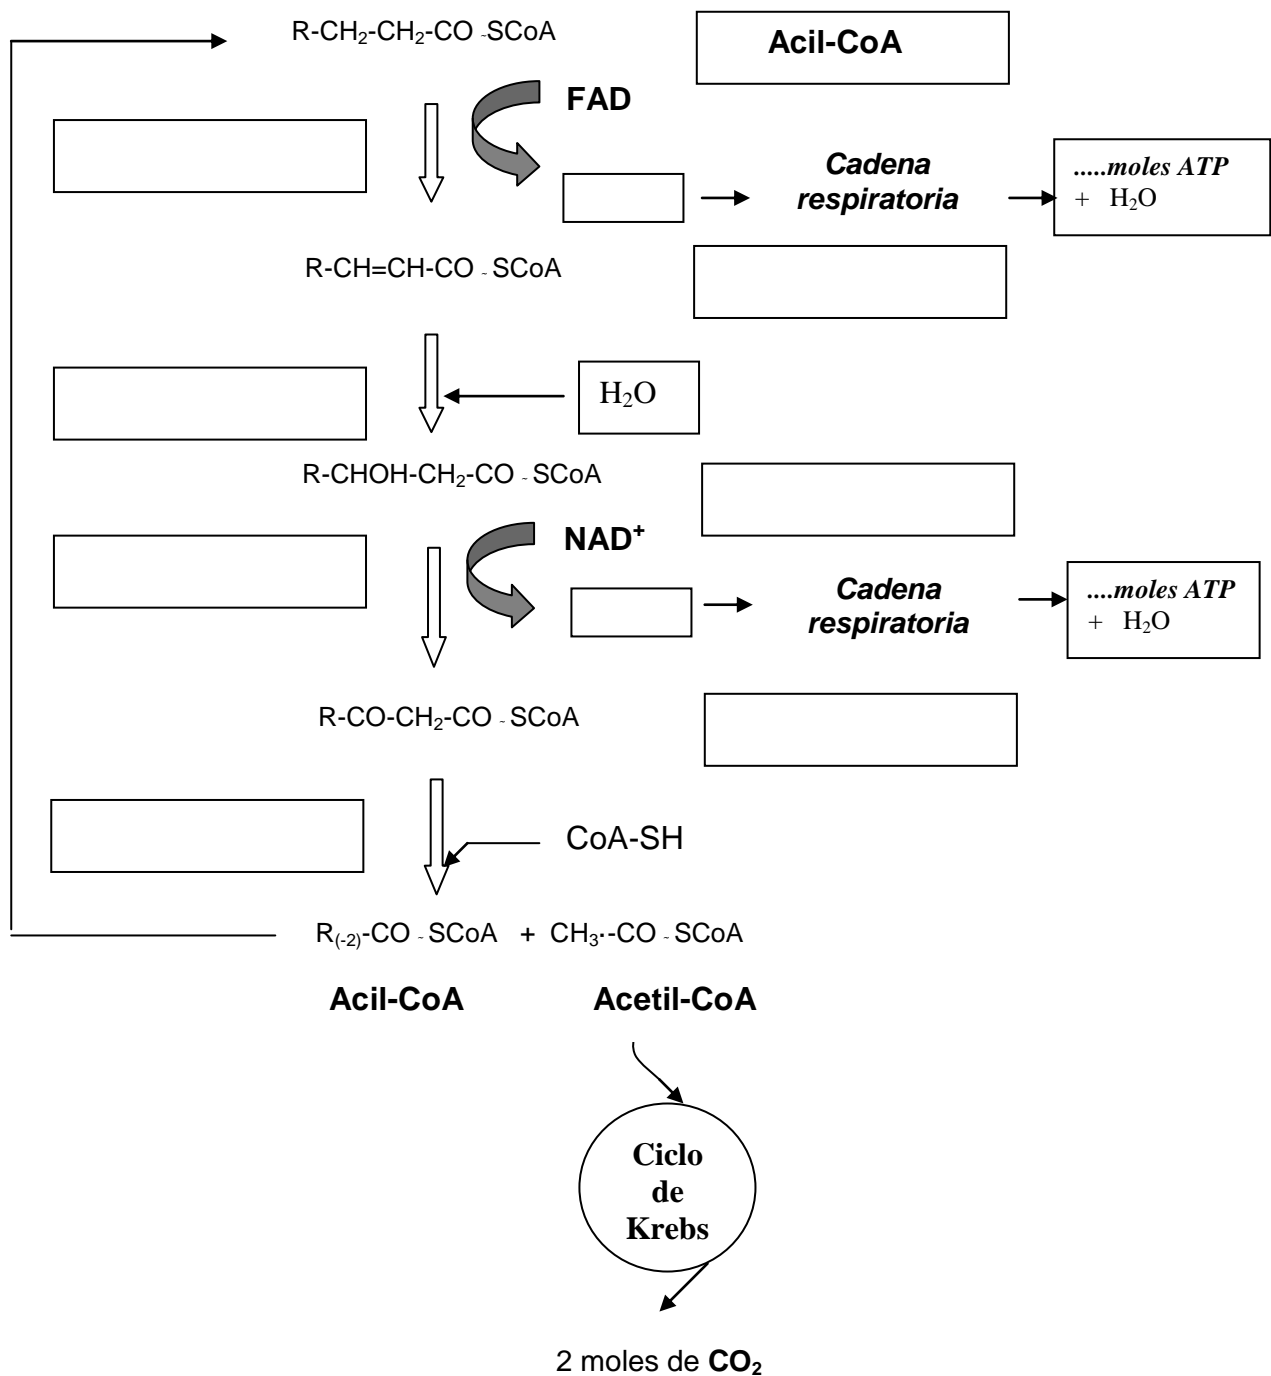 R-CH₂-CH₂-CO ~SCoA
Acil-CoA
FAD
Cadena
respiratoria
.....moles ATP
+ H₂O
R-CH=CH-CO ~ SCoA
H₂O
R-CHOH-CH₂-CO ~ SCoA
NAD⁺
Cadena
respiratoria
....moles ATP
+ H₂O
R-CO-CH₂-CO ~ SCoA
CoA-SH
R₍₋₂₎-CO ~ SCoA + CH₃·-CO ~ SCoA
Acil-CoA
Acetil-CoA
Ciclo
de
Krebs
2 moles de CO₂